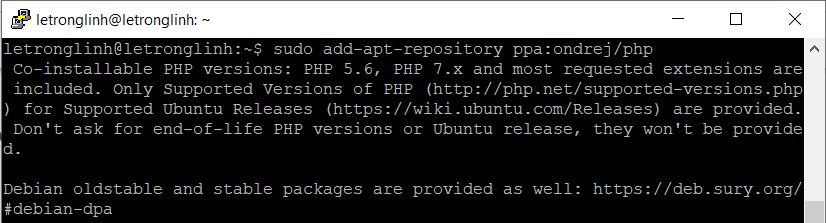 letronglinh@letronglinh: ~
letronglinh@letronglinh:~$ sudo add-apt-repository ppa:ondrej/php
 Co-installable PHP versions: PHP 5.6, PHP 7.x and most requested extensions are
 included. Only Supported Versions of PHP (http://php.net/supported-versions.php
) for Supported Ubuntu Releases (https://wiki.ubuntu.com/Releases) are provided.
 Don't ask for end-of-life PHP versions or Ubuntu release, they won't be provide
d.
Debian oldstable and stable packages are provided as well: https://deb.sury.org/
#debian-dpa